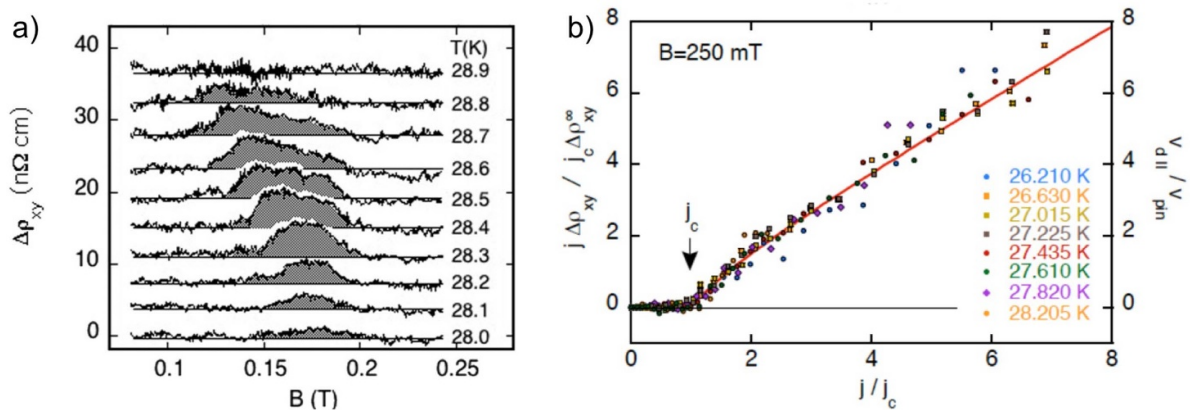 a)
40
30
20
10
0
Δρxy (nΩ cm)
T(K)
28.9
28.8
28.7
28.6
28.5
28.4
28.3
28.2
28.1
28.0
0.1
0.15
0.2
0.25
B (T)
b)
8
6
4
2
0
j Δρxy / jc Δρxy∞
B=250 mT
jc
26.210 K
26.630 K
27.015 K
27.225 K
27.435 K
27.610 K
27.820 K
28.205 K
8
6
4
2
0
vd II / vpin
0
2
4
6
8
j / jc